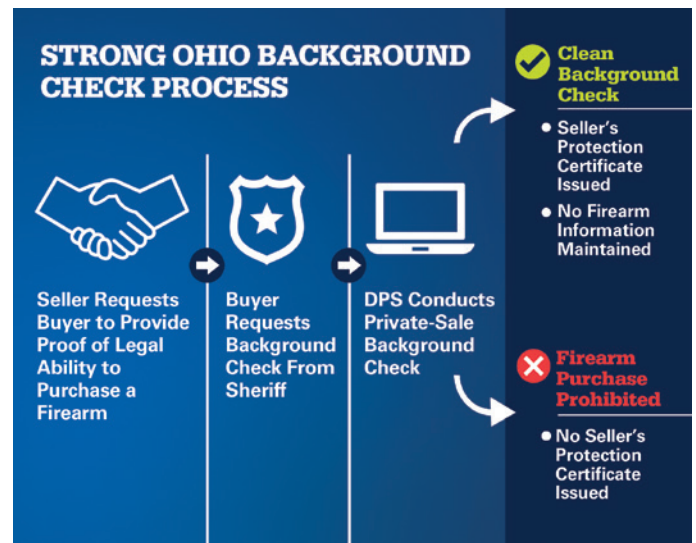 STRONG OHIO BACKGROUND
CHECK PROCESS
Seller Requests
Buyer to Provide
Proof of Legal
Ability to
Purchase a
Firearm
Buyer
Requests
Background
Check From
Sheriff
DPS Conducts
Private-Sale
Background
Check
Clean
Background
Check
• Seller's
Protection
Certificate
Issued
• No Firearm
Information
Maintained
Firearm
Purchase
Prohibited
• No Seller's
Protection
Certificate
Issued